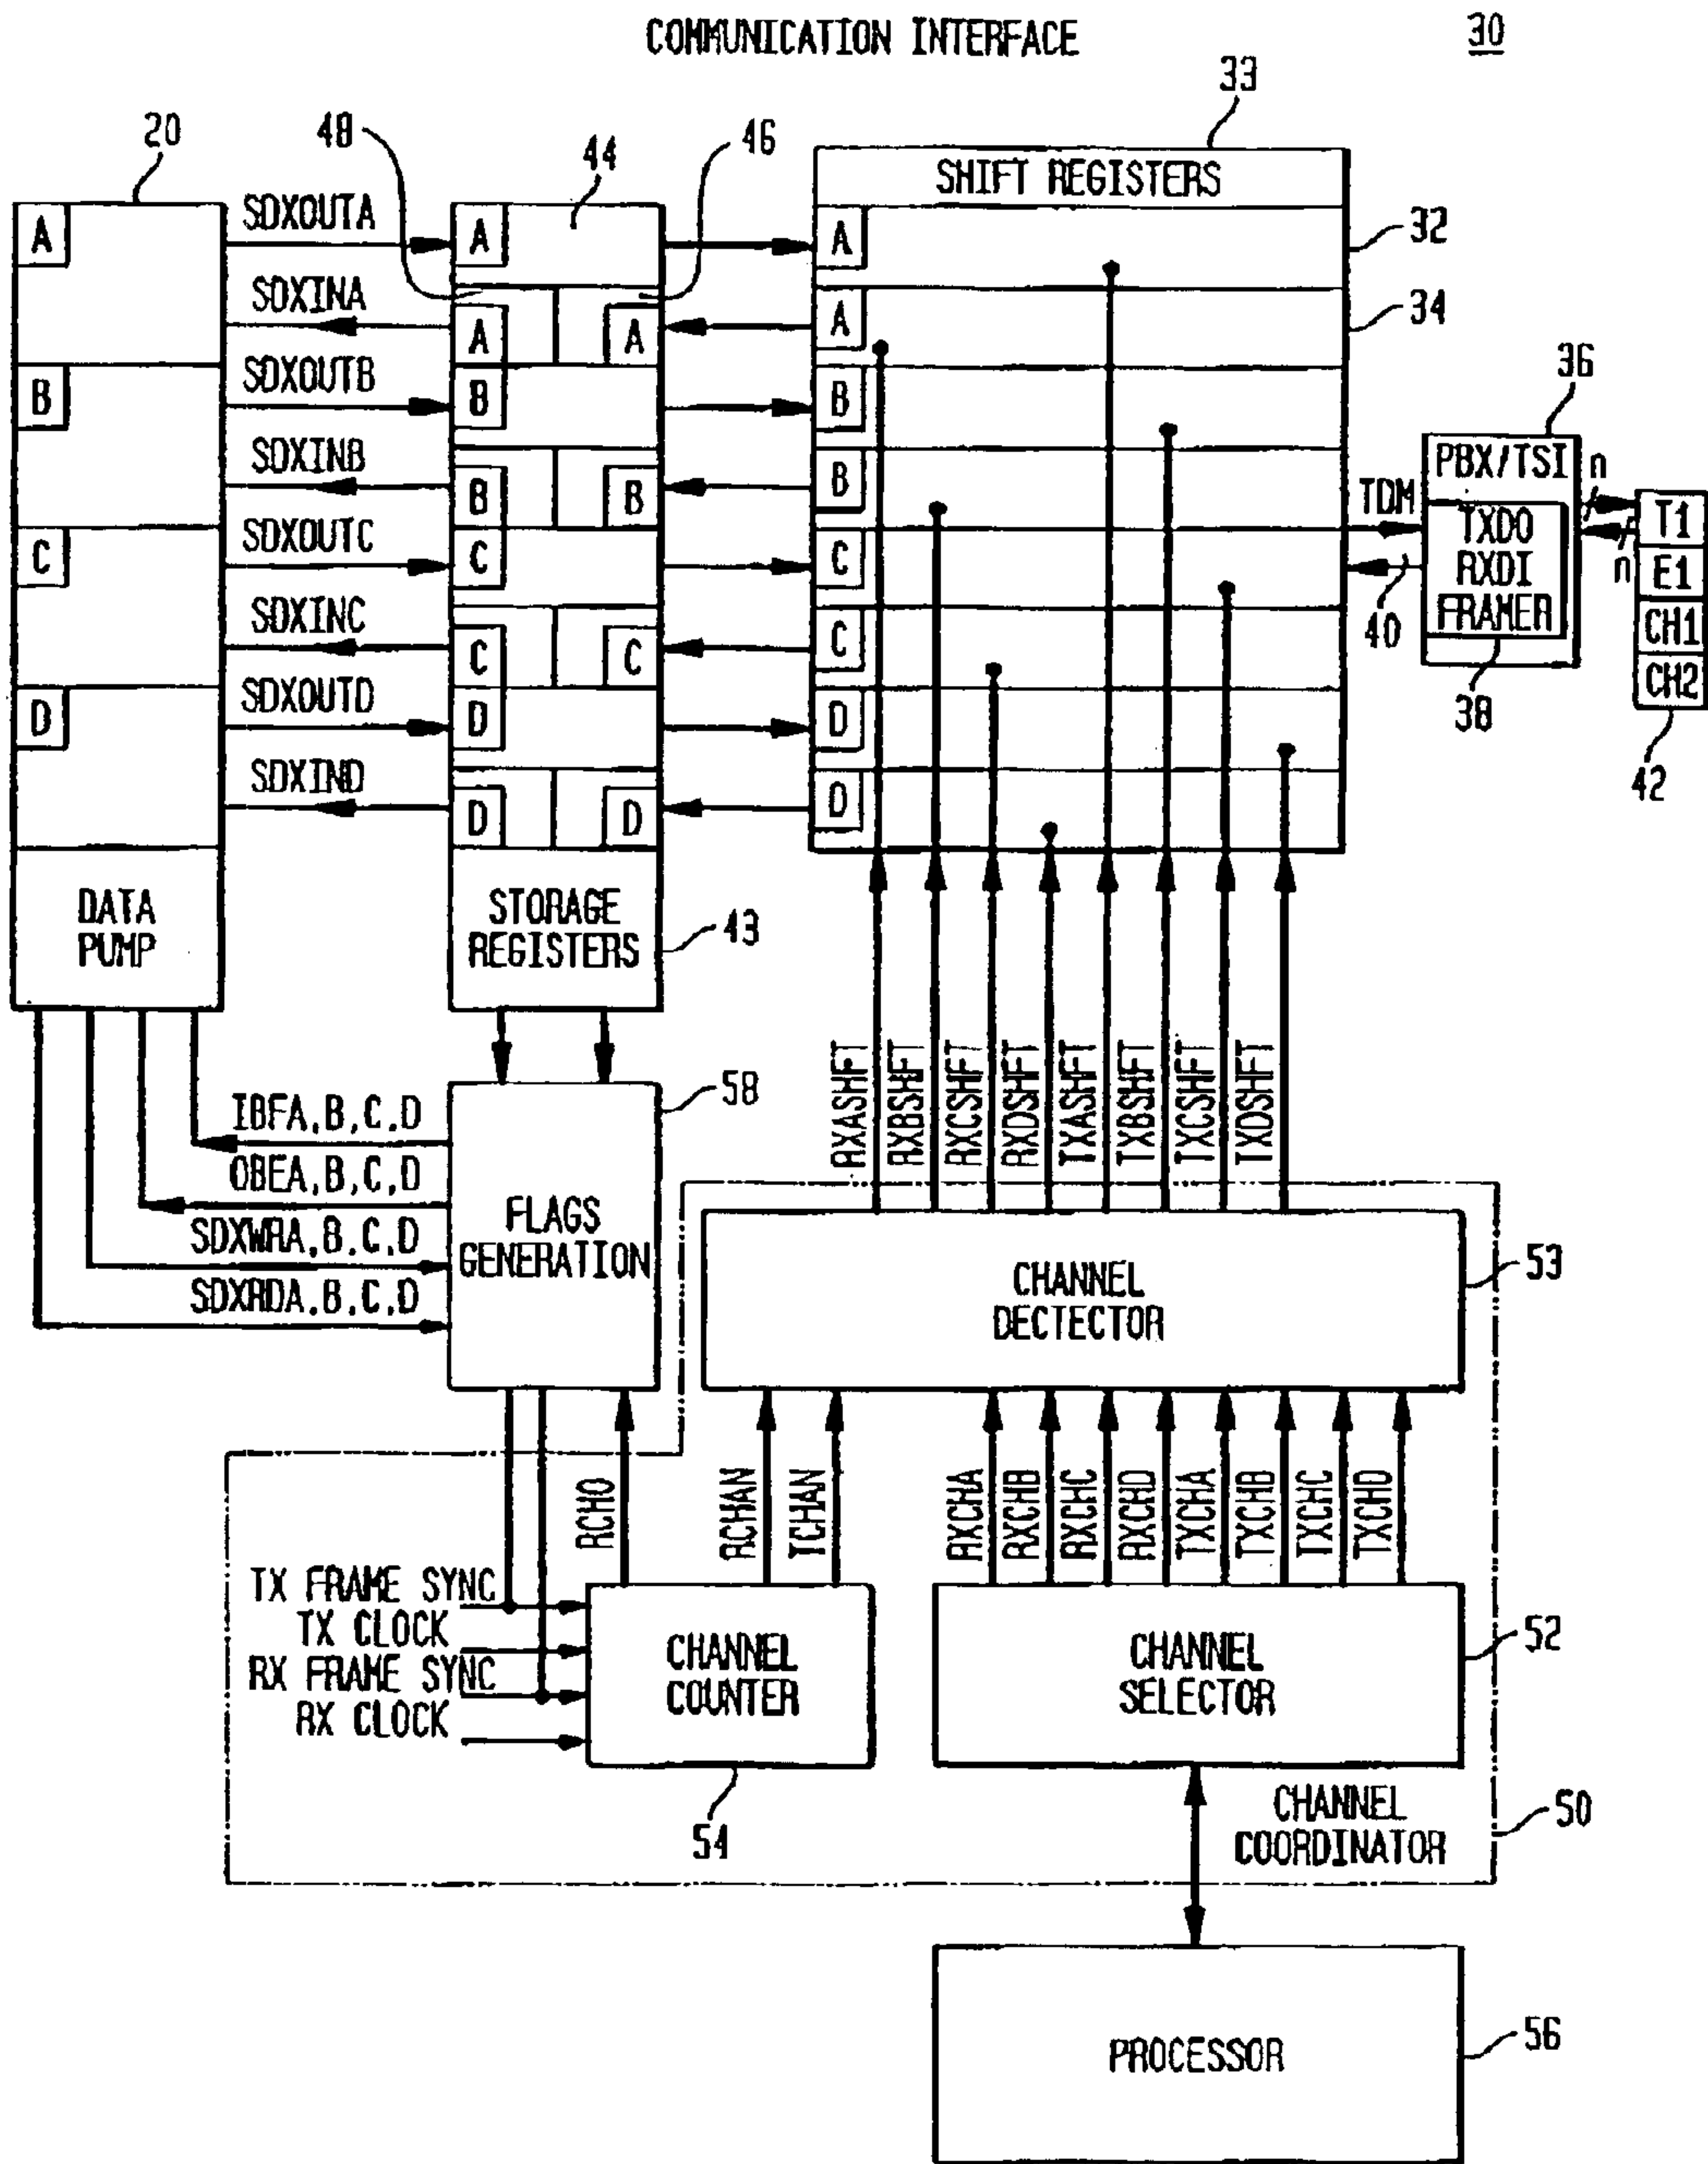 COMMUNICATION INTERFACE
30
33
20
48
44
46
SHIFT REGISTERS
A
SDXOUTA
A
A
32
SDXINA
A
A
A
34
B
SDXOUTB
B
B
36
SDXINB
B
B
B
PBX/TSI
n
TDM
TXDO
RXDI
FRAMER
n
T1
E1
CH1
CH2
40
38
42
C
SDXOUTC
C
C
SDXINC
C
C
C
D
SDXOUTD
D
D
SDXIND
D
D
D
DATA
PUMP
STORAGE
REGISTERS
43
RXASHFT
RXBSHFT
RXCSHFT
RXDSHFT
TXASHFT
TXBSHFT
TXCSHFT
TXDSHFT
58
IBFA,B,C,D
OBEA,B,C,D
SDXWRA,B,C,D
SDXRDA,B,C,D
FLAGS
GENERATION
CHANNEL
DECTECTOR
53
RCHO
RCHAN
TCHAN
RXCHA
RXCHB
RXCHC
RXCHD
TXCHA
TXCHB
TXCHC
TXCHD
TX FRAME SYNC
TX CLOCK
RX FRAME SYNC
RX CLOCK
CHANNEL
COUNTER
54
CHANNEL
SELECTOR
52
CHANNEL
COORDINATOR
50
PROCESSOR
56